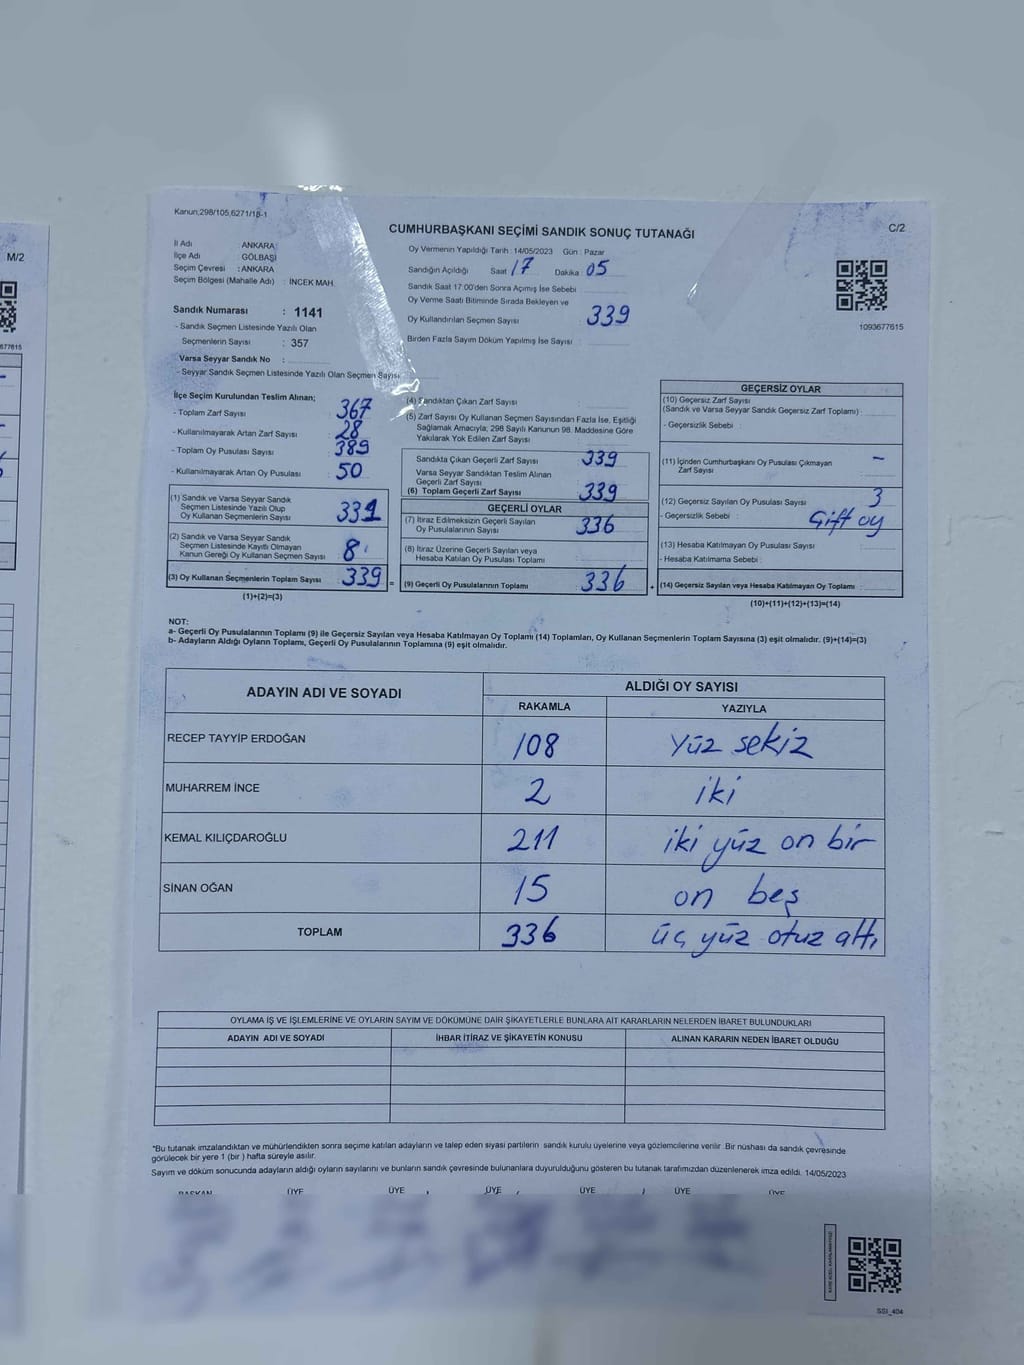 Kanun;298/105,6271/18-1
M/2
677615
CUMHURBAŞKANI SEÇİMİ SANDIK SONUÇ TUTANAĞI
C/2
İl Adı ANKARA
İlçe Adı GÖLBAŞI
Seçim Çevresi : ANKARA
Seçim Bölgesi (Mahalle Adı) : İNCEK MAH.
Sandık Numarası : 1141
- Sandık Seçmen Listesinde Yazılı Olan
Seçmenlerin Sayısı : 357
Varsa Seyyar Sandık No :
- Seyyar Sandık Seçmen Listesinde Yazılı Olan Seçmen Sayısı
Oy Vermenin Yapıldığı Tarih : 14/05/2023 Gün : Pazar
Sandığın Açıldığı Saat 17 Dakika 05
Sandık Saat 17:00'den Sonra Açımış İse Sebebi
Oy Verme Saati Bitiminde Sırada Bekleyen ve
Oy Kullandırılan Seçmen Sayısı 339
Birden Fazla Sayım Döküm Yapılmış İse Sayısı
1093677615
İlçe Seçim Kurulundan Teslim Alınan;
- Toplam Zarf Sayısı 367
- Kullanılmayarak Artan Zarf Sayısı 28
- Toplam Oy Pusulası Sayısı 389
- Kullanılmayarak Artan Oy Pusulası 50
(1) Sandık ve Varsa Seyyar Sandık
Seçmen Listesinde Yazılı Olup
Oy Kullanan Seçmenlerin Sayısı 331
(2) Sandık ve Varsa Seyyar Sandık
Seçmen Listesinde Kayıtlı Olmayan
Kanun Gereği Oy Kullanan Seçmen Sayısı 8
(3) Oy Kullanan Seçmenlerin Toplam Sayısı 339 =
(1)+(2)=(3)
(4) Sandıktan Çıkan Zarf Sayısı
(5) Zarf Sayısı Oy Kullanan Seçmen Sayısından Fazla İse, Eşitliği
Sağlamak Amacıyla; 298 Sayılı Kanunun 98. Maddesine Göre
Yakılarak Yok Edilen Zarf Sayısı
Sandıkta Çıkan Geçerli Zarf Sayısı 339
Varsa Seyyar Sandıktan Teslim Alınan
Geçerli Zarf Sayısı
(6) Toplam Geçerli Zarf Sayısı 339
GEÇERLİ OYLAR
(7) İtiraz Edilmeksizin Geçerli Sayılan
Oy Pusulalarının Sayısı 336
(8) İtiraz Üzerine Geçerli Sayılan veya
Hesaba Katılan Oy Pusulası Toplamı
(9) Geçerli Oy Pusulalarının Toplamı 336 +
GEÇERSİZ OYLAR
(10) Geçersiz Zarf Sayısı
(Sandık ve Varsa Seyyar Sandık Geçersiz Zarf Toplamı)
- Geçersizlik Sebebi :
(11) İçinden Cumhurbaşkanı Oy Pusulası Çıkmayan
Zarf Sayısı -
(12) Geçersiz Sayılan Oy Pusulası Sayısı 3
- Geçersizlik Sebebi : Çift oy
(13) Hesaba Katılmayan Oy Pusulası Sayısı
- Hesaba Katılmama Sebebi :
(14) Geçersiz Sayılan veya Hesaba Katılmayan Oy Toplamı :
(10)+(11)+(12)+(13)=(14)
NOT:
a- Geçerli Oy Pusulalarının Toplamı (9) ile Geçersiz Sayılan veya Hesaba Katılmayan Oy Toplamı (14) Toplamları, Oy Kullanan Seçmenlerin Toplam Sayısına (3) eşit olmalıdır. (9)+(14)=(3)
b- Adayların Aldığı Oyların Toplamı, Geçerli Oy Pusulalarının Toplamına (9) eşit olmalıdır.
ADAYIN ADI VE SOYADI ALDIĞI OY SAYISI
RAKAMLA YAZIYLA
RECEP TAYYİP ERDOĞAN 108 Yüz sekiz
MUHARREM İNCE 2 iki
KEMAL KILIÇDAROĞLU 211 iki yüz on bir
SİNAN OĞAN 15 on beş
TOPLAM 336 üç yüz otuz altı
OYLAMA İŞ VE İŞLEMLERİNE VE OYLARIN SAYIM VE DÖKÜMÜNE DAİR ŞİKAYETLERLE BUNLARA AİT KARARLARIN NELERDEN İBARET BULUNDUKLARI
ADAYIN ADI VE SOYADI İHBAR İTİRAZ VE ŞİKAYETİN KONUSU ALINAN KARARIN NEDEN İBARET OLDUĞU
*Bu tutanak imzalandıktan ve mühürlendikten sonra seçime katılan adayların ve talep eden siyasi partilerin sandık kurulu üyelerine veya gözlemcilerine verilir. Bir nüshası da sandık çevresinde
görülecek bir yere 1 (bir ) hafta süreyle asılır.
Sayım ve döküm sonucunda adayların aldığı oyların sayılarını ve bunların sandık çevresinde bulunanlara duyurulduğunu gösteren bu tutanak tarafımızdan düzenlenerek imza edildi. 14/05/2023
BAŞKAN ÜYE ÜYE ÜYE ÜYE ÜYE ÜYE
SSI_404